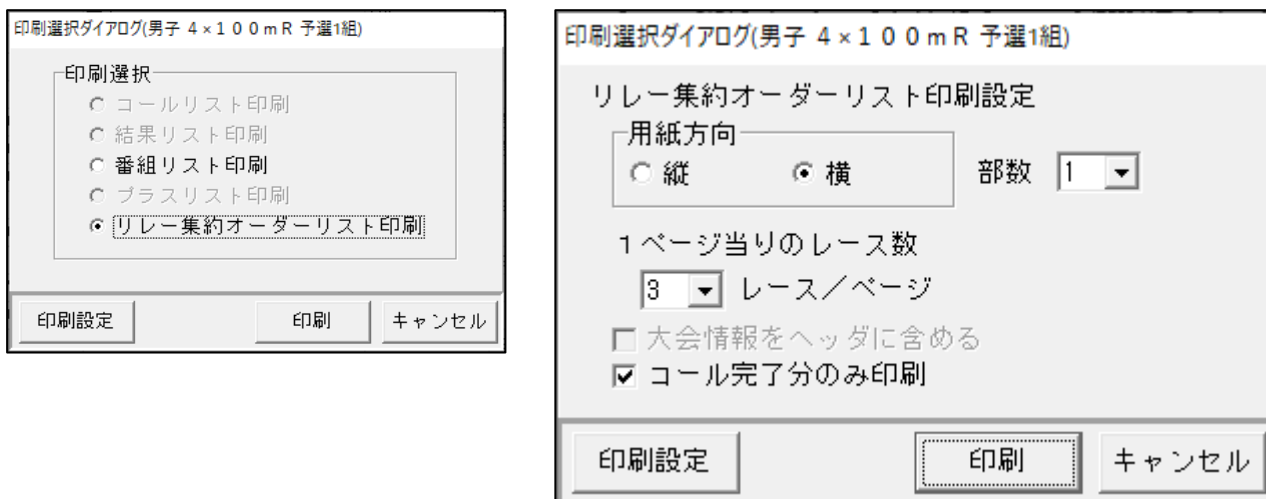 印刷選択ダイアログ(男子 4×100mR 予選1組)
印刷選択
コールリスト印刷
結果リスト印刷
番組リスト印刷
プラスリスト印刷
リレー集約オーダーリスト印刷
印刷設定 印刷 キャンセル
印刷選択ダイアログ(男子 4×100mR 予選1組)
リレー集約オーダーリスト印刷設定
用紙方向
縦 横 部数 1
1ページ当りのレース数
3 レース/ページ
大会情報をヘッダに含める
コール完了分のみ印刷
印刷設定 印刷 キャンセル